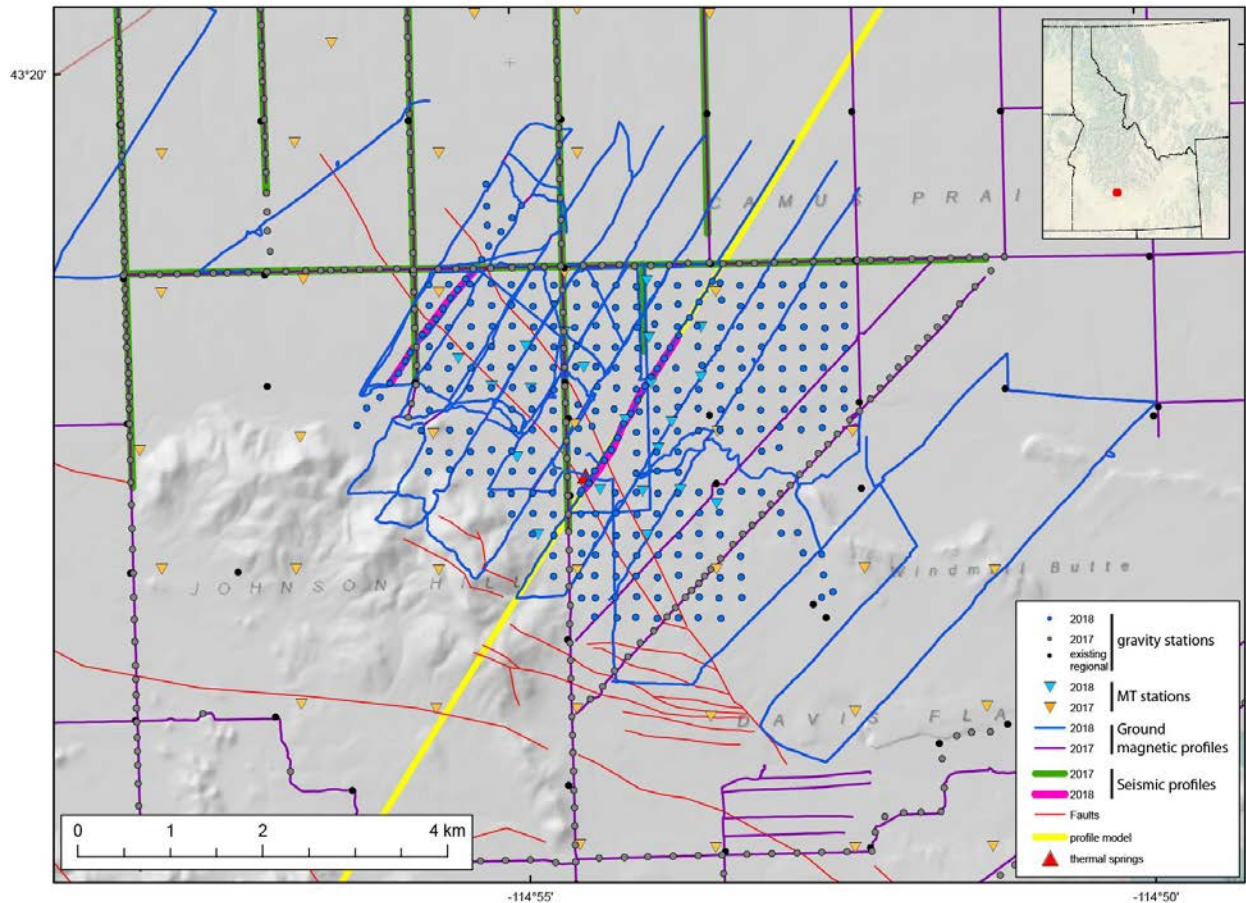 43°20'
CAMUS PRAI
JOHNSON HILL
Windmill Butte
DAVIS FLA
2018
2017
existing
regional
gravity stations
2018
2017
MT stations
2018
2017
Ground
magnetic profiles
2017
2018
Seismic profiles
Faults
profile model
thermal springs
0 1 2 4 km
-114°55'
-114°50'